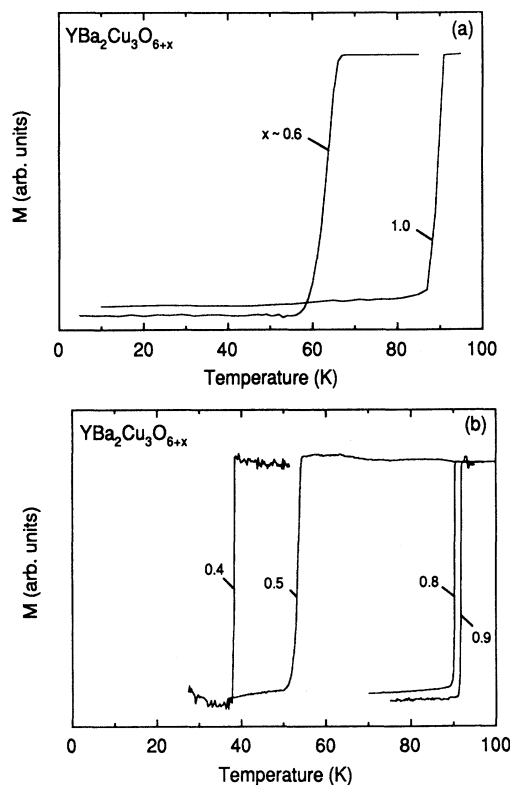 YBa₂Cu₃O₆₊ₓ
(a)
M (arb. units)
x ~ 0.6
1.0
0 20 40 60 80 100
Temperature (K)
YBa₂Cu₃O₆₊ₓ
(b)
M (arb. units)
0.4
0.5
0.8
0.9
0 20 40 60 80 100
Temperature (K)